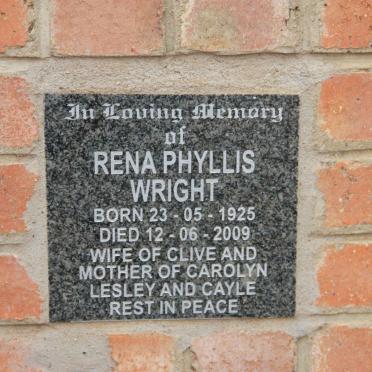 In Loving Memory
of
RENA PHYLLIS
WRIGHT
BORN 23 - 05 - 1925
DIED 12 - 06 - 2009
WIFE OF CLIVE AND
MOTHER OF CAROLYN
LESLEY AND CAYLE
REST IN PEACE